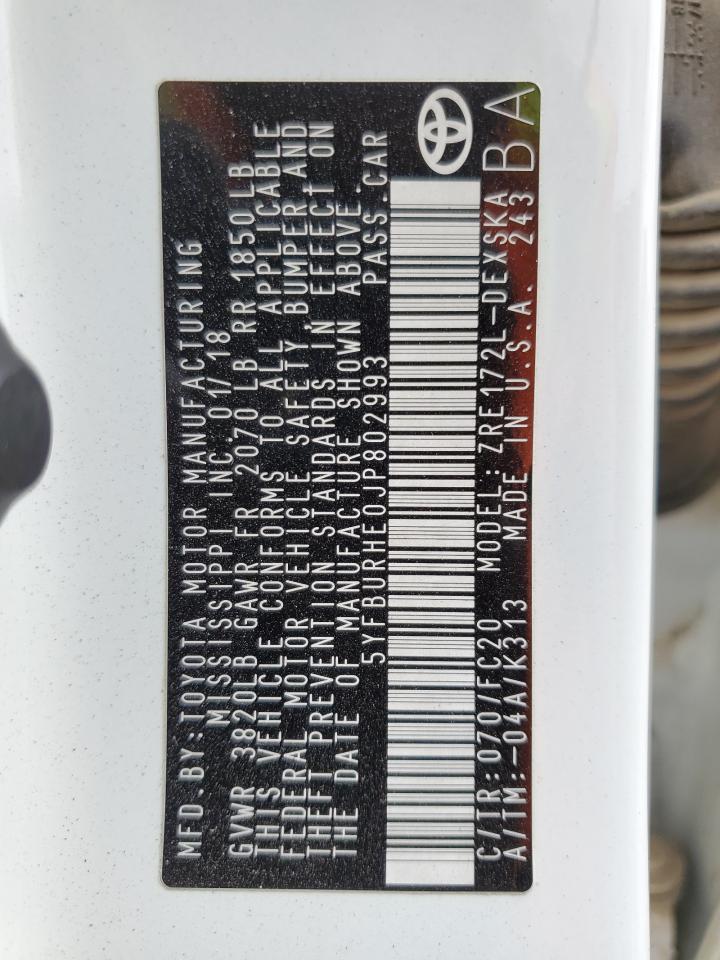 MFD.BY:TOYOTA MOTOR MANUFACTURING
MISSISSIPPI INC. 01/18
GVWR 3820LB GAWR FR 2070 LB RR 1850LB
THIS VEHICLE CONFORMS TO ALL APPLICABLE
FEDERAL MOTOR VEHICLE SAFETY, BUMPER AND
THEFT PREVENTION STANDARDS IN EFFECT ON
THE DATE OF MANUFACTURE SHOWN ABOVE.
5YFBURHE0JP802993 PASS.CAR
C/TR:070/FC20 MODEL: ZRE172L-DEXSKA
A/TM:-04A/K313 MADE IN U.S.A. 243
BA